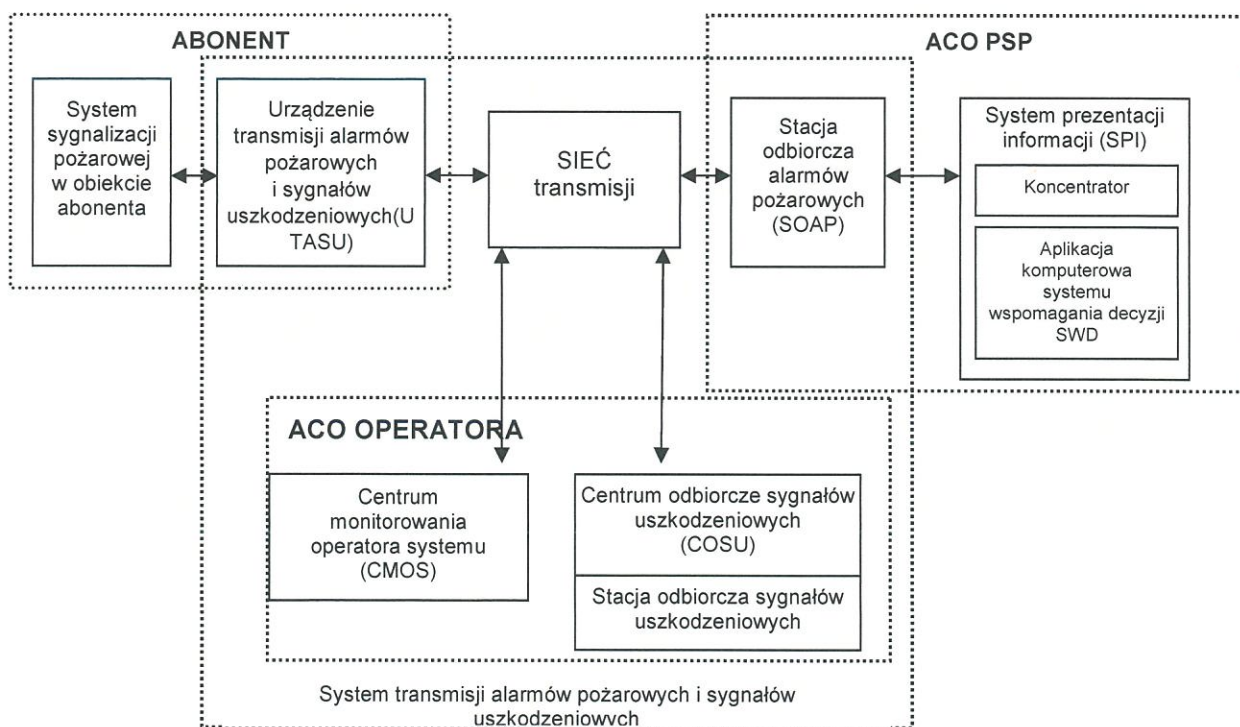 ABONENT
System
sygnalizacji
pożarowej
w obiekcie
abonenta
Urządzenie
transmisji alarmów
pożarowych
i sygnałów
uszkodzeniowych(U
TASU)
SIEĆ
transmisji
ACO PSP
Stacja
odbiorcza
alarmów
pożarowych
(SOAP)
System prezentacji
informacji (SPI)
Koncentrator
Aplikacja
komputerowa
systemu
wspomagania decyzji
SWD
ACO OPERATORA
Centrum
monitorowania
operatora systemu
(CMOS)
Centrum odbiorcze sygnałów
uszkodzeniowych
(COSU)
Stacja odbiorcza sygnałów
uszkodzeniowych
System transmisji alarmów pożarowych i sygnałów
uszkodzeniowych